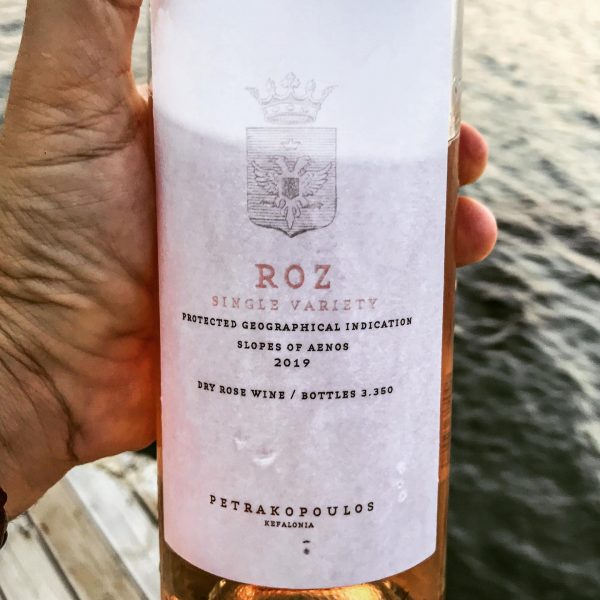 ROZ
SINGLE VARIETY
PROTECTED GEOGRAPHICAL INDICATION
SLOPES OF AENOS
2019
DRY ROSE WINE / BOTTLES 3,350
PETRAKOPOULOS
KEFALONIA